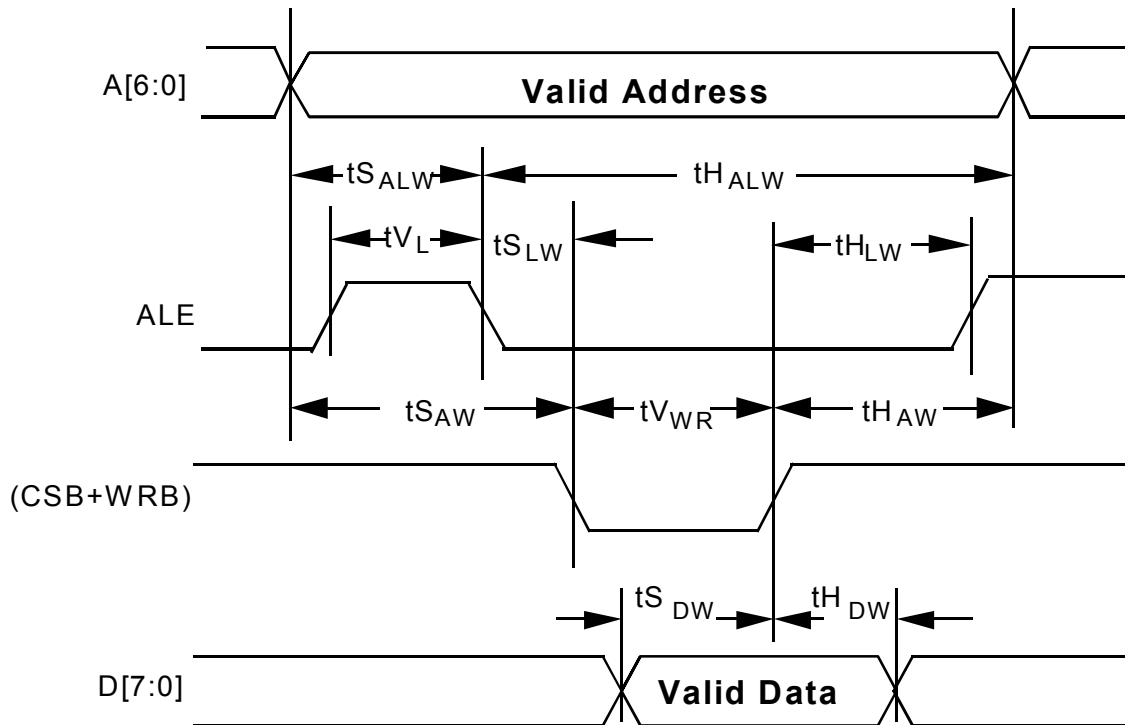 A[6:0]
Valid Address
tS ALW
tH ALW
tV L
tS LW
tH LW
ALE
tS AW
tV WR
tH AW
(CSB+WRB)
tS DW
tH DW
D[7:0]
Valid Data